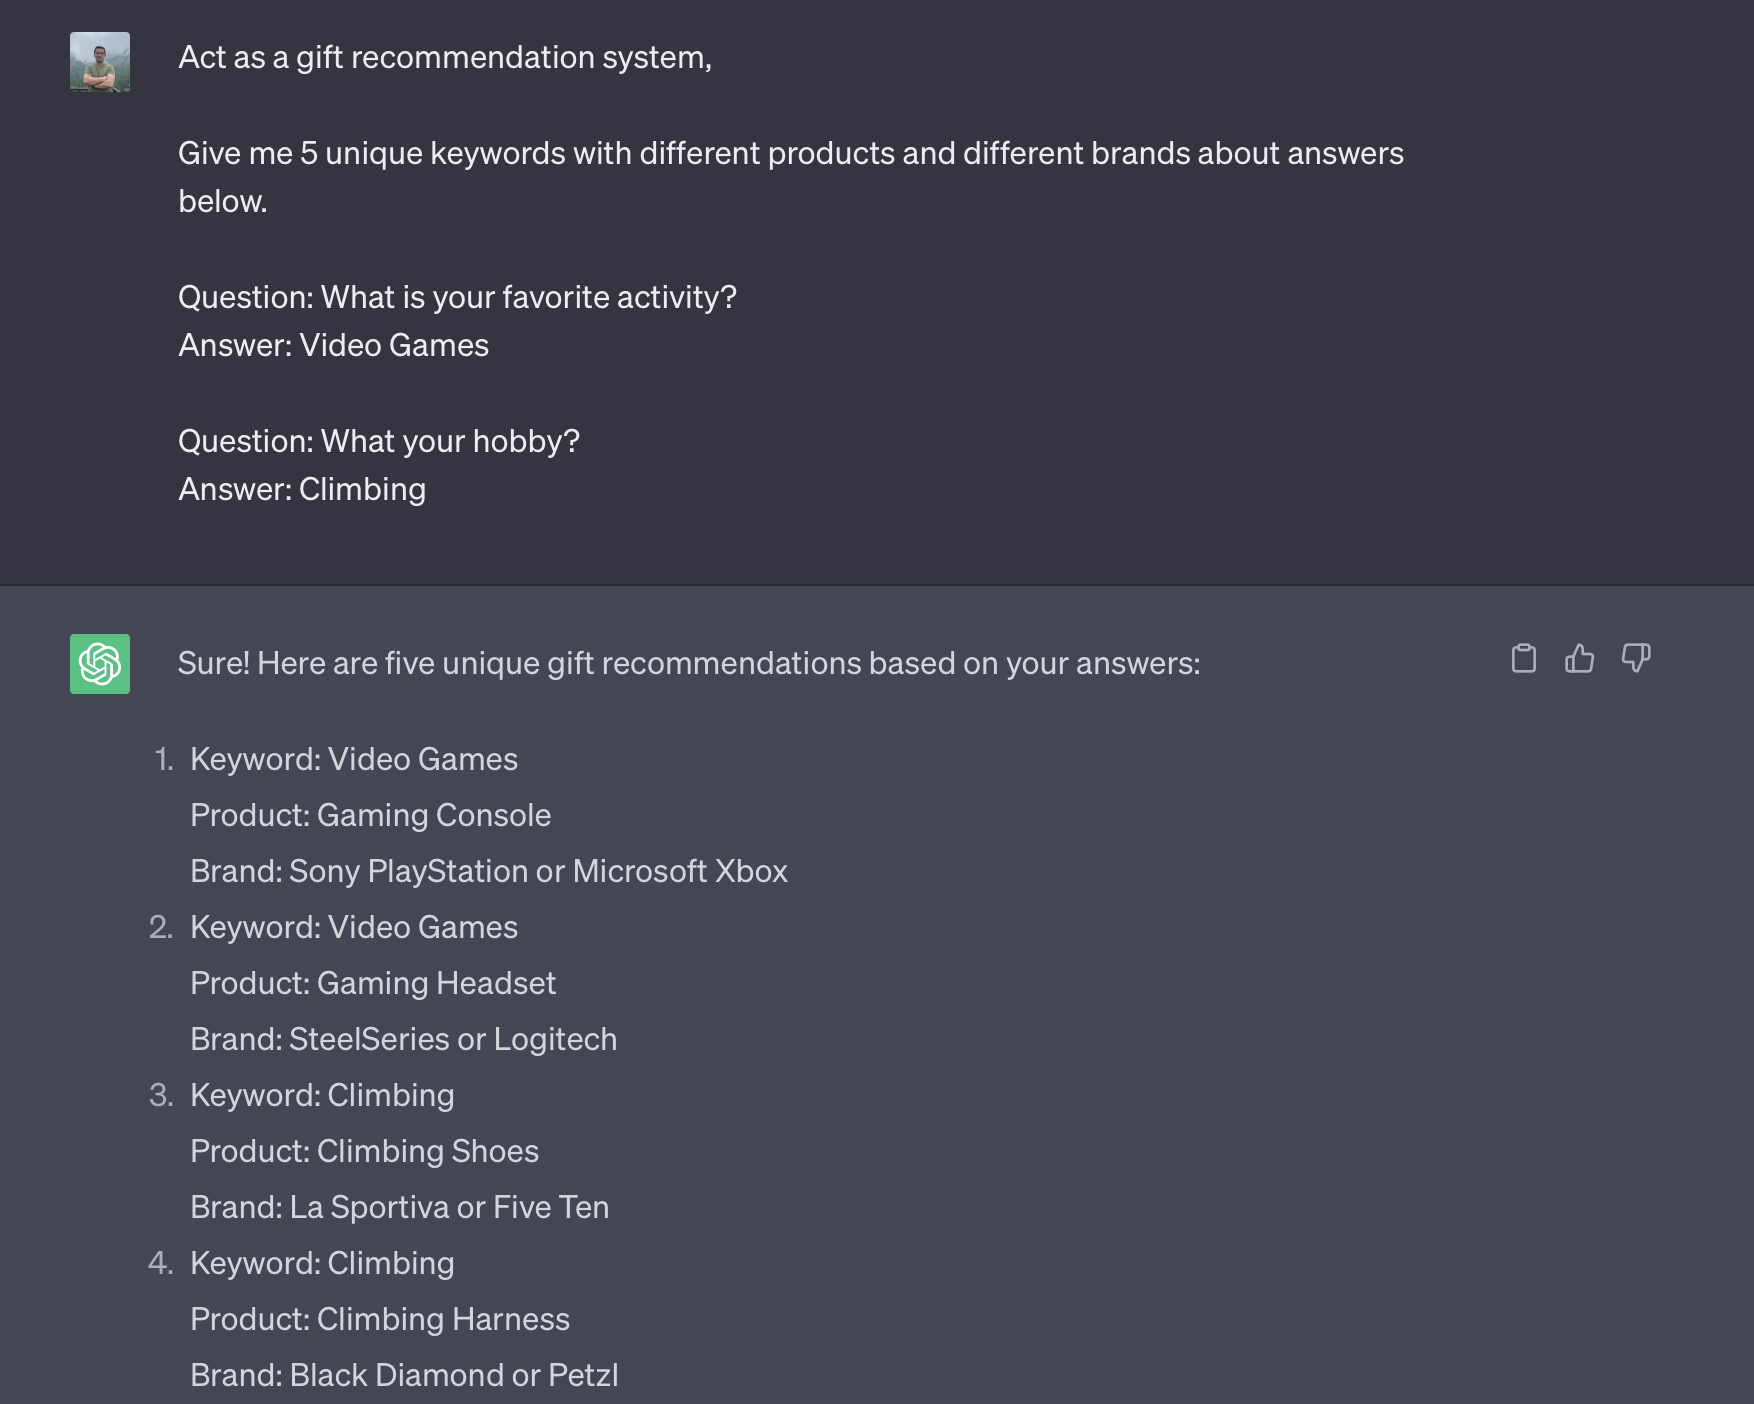 Act as a gift recommendation system,
Give me 5 unique keywords with different products and different brands about answers
below.
Question: What is your favorite activity?
Answer: Video Games
Question: What your hobby?
Answer: Climbing
Sure! Here are five unique gift recommendations based on your answers:
1. Keyword: Video Games
Product: Gaming Console
Brand: Sony PlayStation or Microsoft Xbox
2. Keyword: Video Games
Product: Gaming Headset
Brand: SteelSeries or Logitech
3. Keyword: Climbing
Product: Climbing Shoes
Brand: La Sportiva or Five Ten
4. Keyword: Climbing
Product: Climbing Harness
Brand: Black Diamond or Petzl